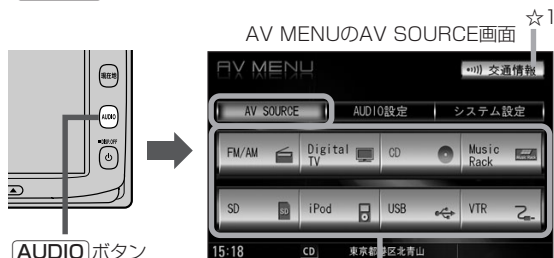 ☆1
AV MENUのAV SOURCE画面
AV MENU
交通情報
AV SOURCE
AUDIO設定
システム設定
FM/AM
Digital TV
CD
Music Rack
SD
iPod
USB
VTR
15:18
CD
東京都港区北青山
現在地
AUDIO
AUDIOボタン